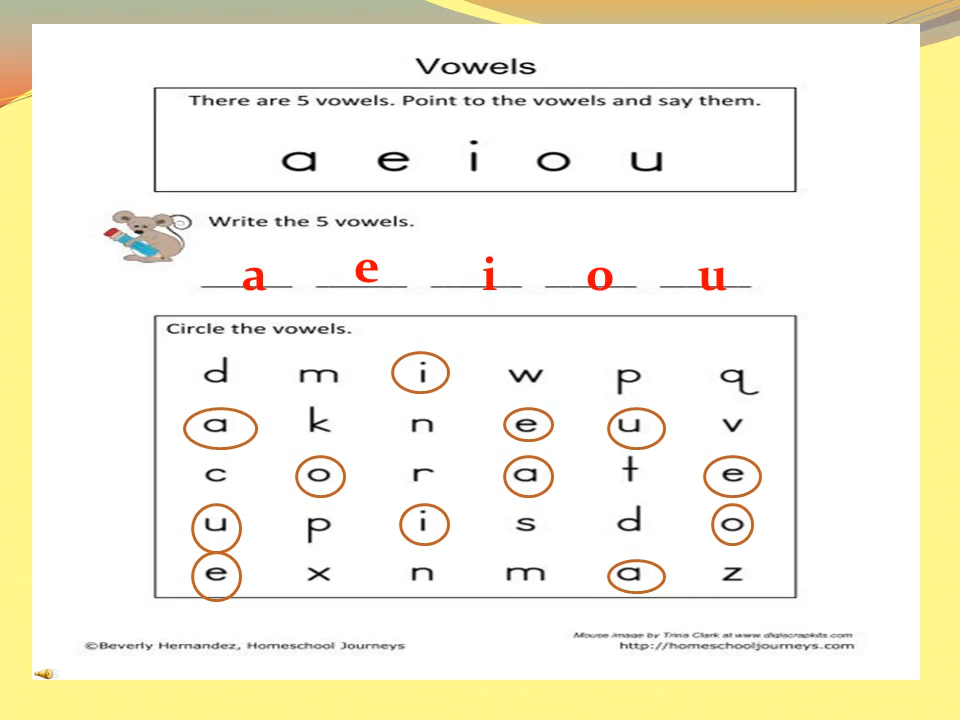 Vowels
There are 5 vowels. Point to the vowels and say them.
a e i o u
Write the 5 vowels.
a e i o u
Circle the vowels.
d m i w p q
a k n e u v
c o r a t e
u p i s d o
e x n m a z
Mouse image by Trina Clark at www.digiscrapkits.com
©Beverly Hernandez, Homeschool Journeys http://homeschooljourneys.com